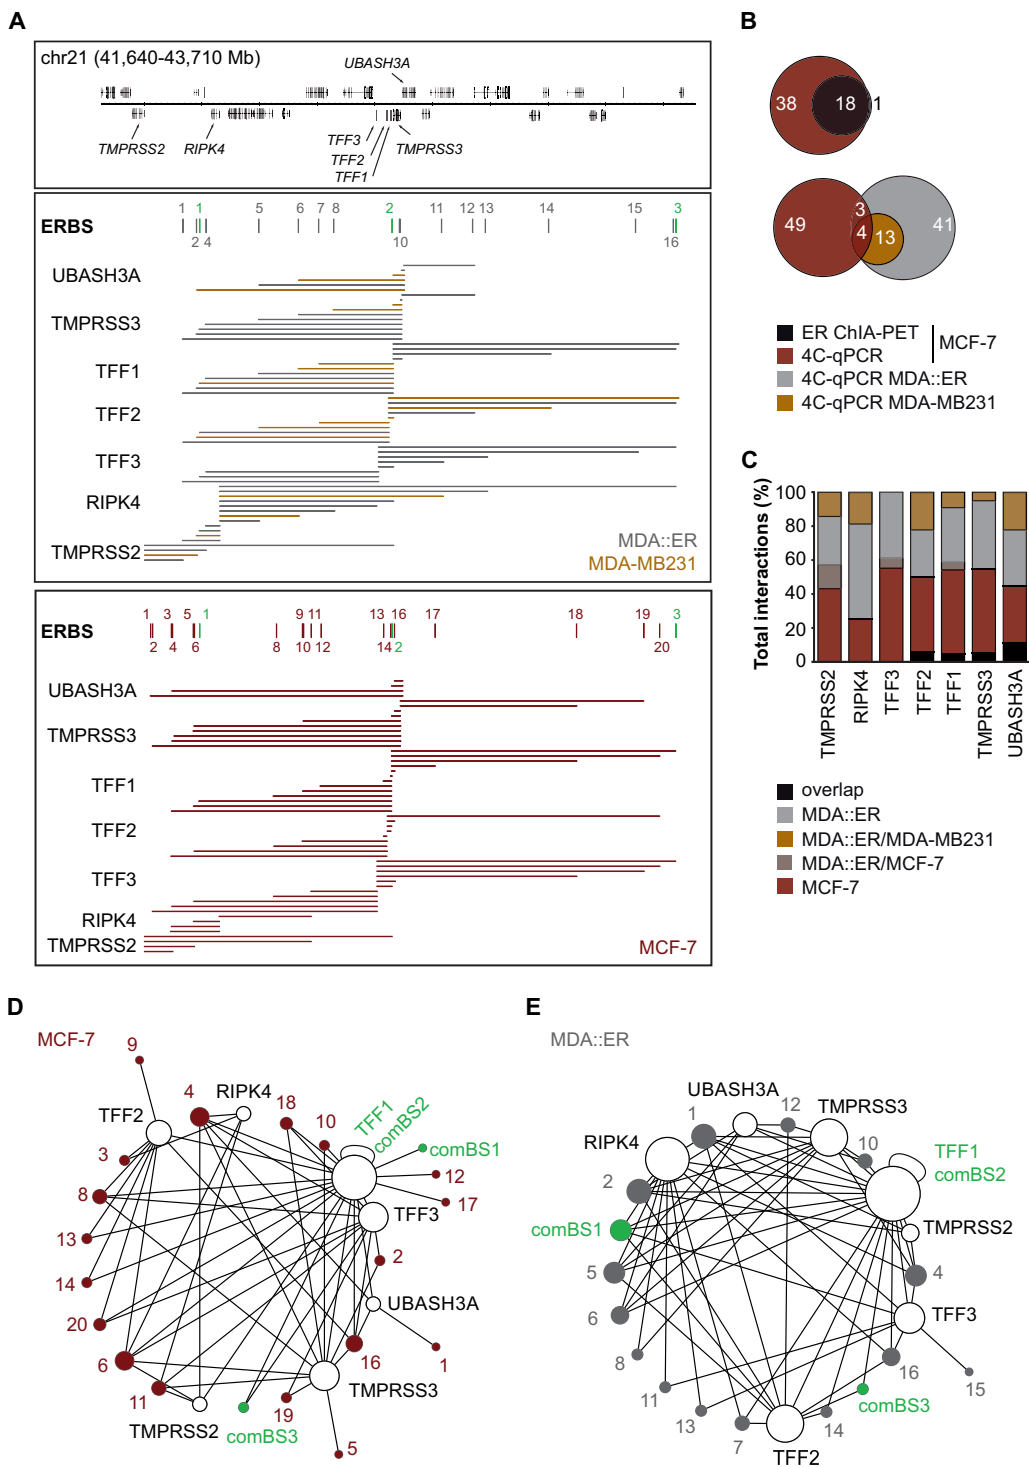 A
chr21 (41,640-43,710 Mb)
UBASH3A
TMPRSS2
RIPK4
TFF3
TFF2
TFF1
TMPRSS3
ERBS
1 1 5 6 7 8 2 11 12 13 14 15 3
2 4 10 16
UBASH3A
TMPRSS3
TFF1
TFF2
TFF3
RIPK4
TMPRSS2
MDA::ER
MDA-MB231
ERBS
1 3 5 1 9 11 13 16 17 18 19 3
2 4 6 8 10 12 14 2 20
UBASH3A
TMPRSS3
TFF1
TFF2
TFF3
RIPK4
TMPRSS2
MCF-7
B
38 18 1
49 3 4 13 41
ER ChIA-PET
4C-qPCR
MCF-7
4C-qPCR MDA::ER
4C-qPCR MDA-MB231
C
Total interactions (%)
100
80
60
40
20
0
TMPRSS2
RIPK4
TFF3
TFF2
TFF1
TMPRSS3
UBASH3A
overlap
MDA::ER
MDA::ER/MDA-MB231
MDA::ER/MCF-7
MCF-7
D
MCF-7
9
4
RIPK4
18
10
TFF1
comBS2
comBS1
TFF2
3
12
8
17
TFF3
13
2
14
UBASH3A
20
1
16
6
TMPRSS3
11
19
TMPRSS2
comBS3
5
E
MDA::ER
UBASH3A
12
TMPRSS3
1
RIPK4
10
TFF1
comBS2
2
TMPRSS2
comBS1
4
5
TFF3
6
8
16
15
11
comBS3
13
14
7
TFF2